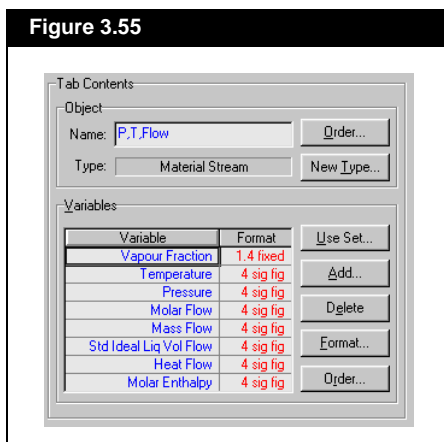 Figure 3.55
Tab Contents
Object
Name: P,T,Flow Order...
Type: Material Stream New Type...
Variables
Variable Format Use Set...
Vapour Fraction 1.4 fixed
Temperature 4 sig fig Add...
Pressure 4 sig fig
Molar Flow 4 sig fig Delete
Mass Flow 4 sig fig
Std Ideal Liq Vol Flow 4 sig fig Format...
Heat Flow 4 sig fig
Molar Enthalpy 4 sig fig Order...